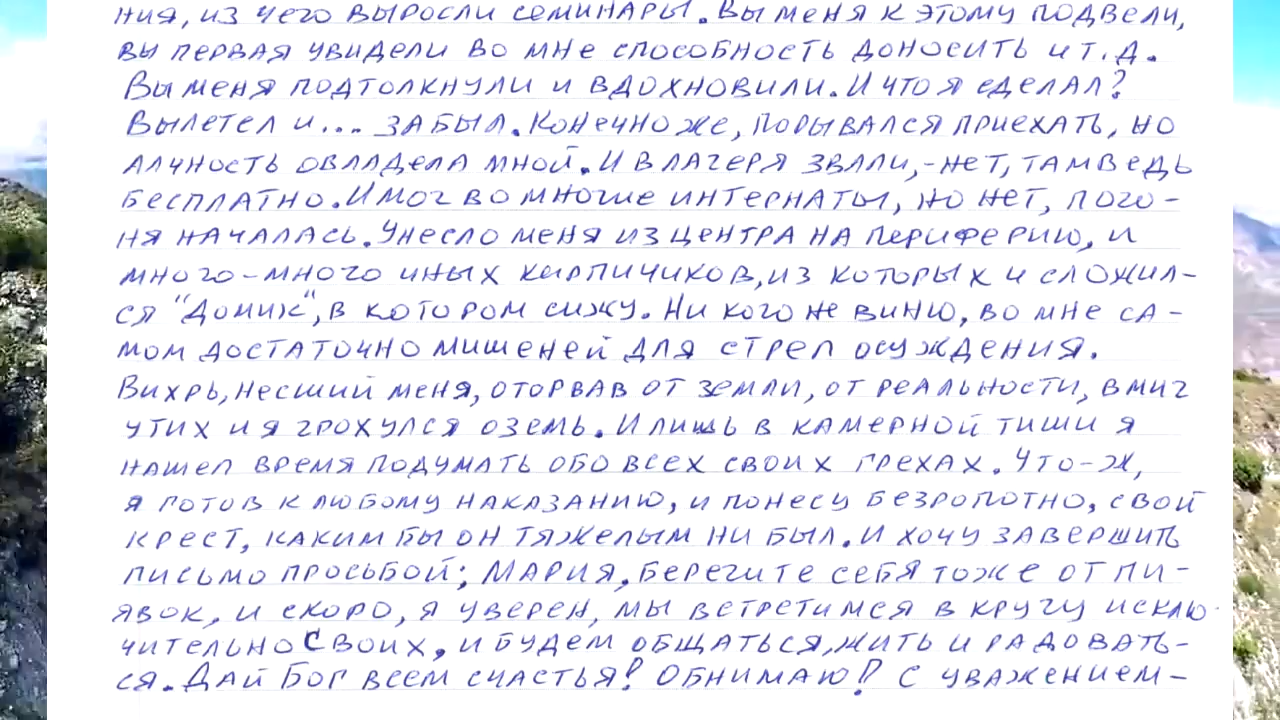 ния, из чего выросли семинары. Вы меня к этому подвели,
вы первая увидели во мне способность доносить и т.д.
Вы меня подтолкнули и вдохновили. И что я сделал?
Вылетел и... забыл. Конечно же, порывался приехать, но
алчность овладела мной. И в лагеря звали, - нет, там ведь
бесплатно. И мог во многие интернаты, но нет, пого-
ня началась. Унесло меня из центра на периферию, и
много-много иных кирпичиков, из которых и сложил-
ся "Домик", в котором сижу. Ни кого не виню, во мне са-
мом достаточно мишеней для стрел осуждения.
Вихрь, несший меня, оторвав от земли, от реальности, вмиг
утих и я грохулся оземь. И лишь в камерной тиши я
нашел время подумать обо всех своих грехах. Что-ж,
я готов к любому наказанию, и понесу безропотно, свой
крест, каким бы он тяжелым ни был. И хочу завершить
письмо просьбой; Мария, берегите себя тоже от пи-
явок, и скоро, я уверен, мы встретимся в кругу исклю-
чительно Своих, и будем общаться, жить и радовать-
ся. Дай Бог всем счастья! Обнимаю! С уважением-